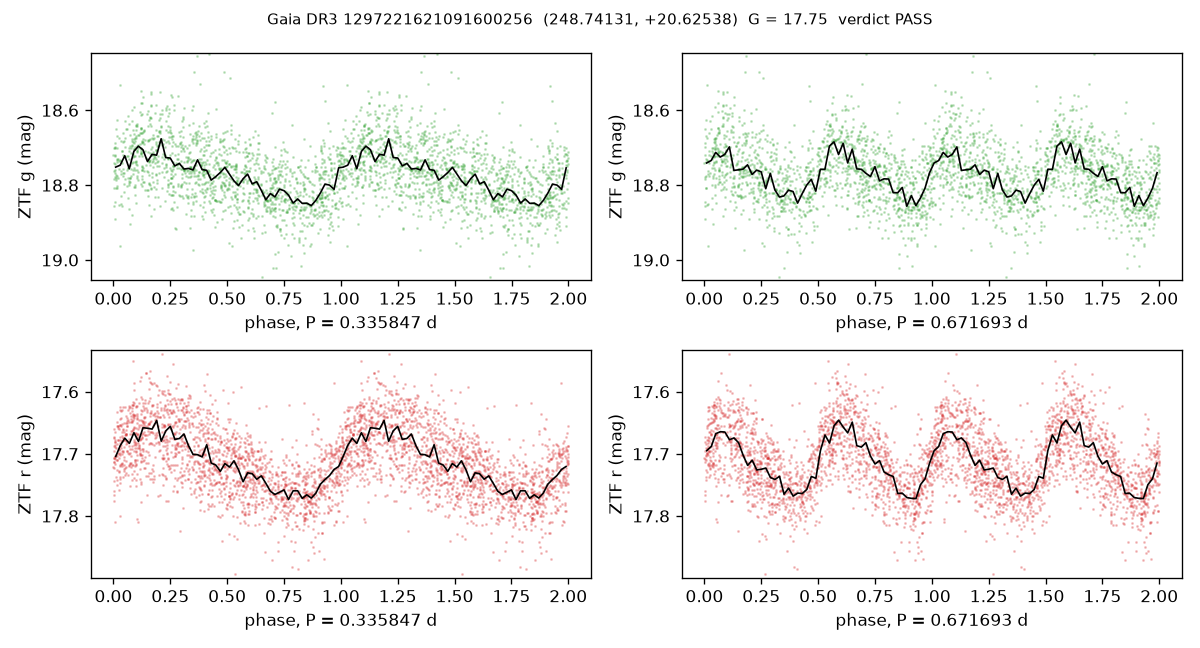 Gaia DR3 1297221621091600256 (248.74131, +20.62538) G = 17.75 verdict PASS
ZTF g (mag)
18.6
18.8
19.0
0.00 0.25 0.50 0.75 1.00 1.25 1.50 1.75 2.00
phase, P = 0.335847 d
ZTF g (mag)
18.6
18.8
19.0
0.00 0.25 0.50 0.75 1.00 1.25 1.50 1.75 2.00
phase, P = 0.671693 d
ZTF r (mag)
17.6
17.7
17.8
0.00 0.25 0.50 0.75 1.00 1.25 1.50 1.75 2.00
phase, P = 0.335847 d
ZTF r (mag)
17.6
17.7
17.8
0.00 0.25 0.50 0.75 1.00 1.25 1.50 1.75 2.00
phase, P = 0.671693 d